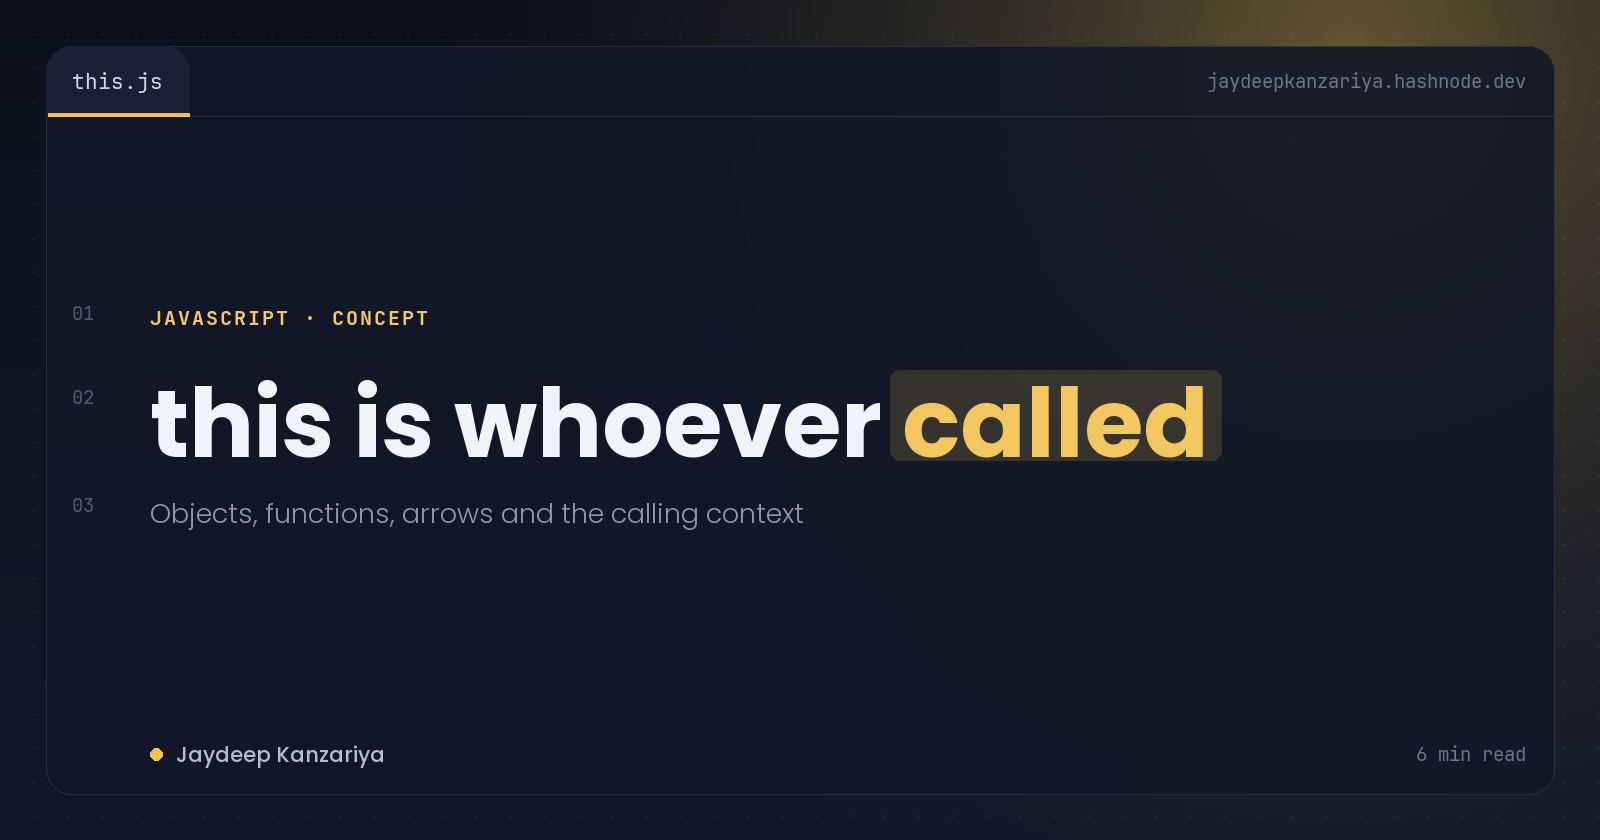 this.js
jaydeepkanzariya.hashnode.dev
01
JAVASCRIPT · CONCEPT
02
this is whoever called
03
Objects, functions, arrows and the calling context
Jaydeep Kanzariya
6 min read